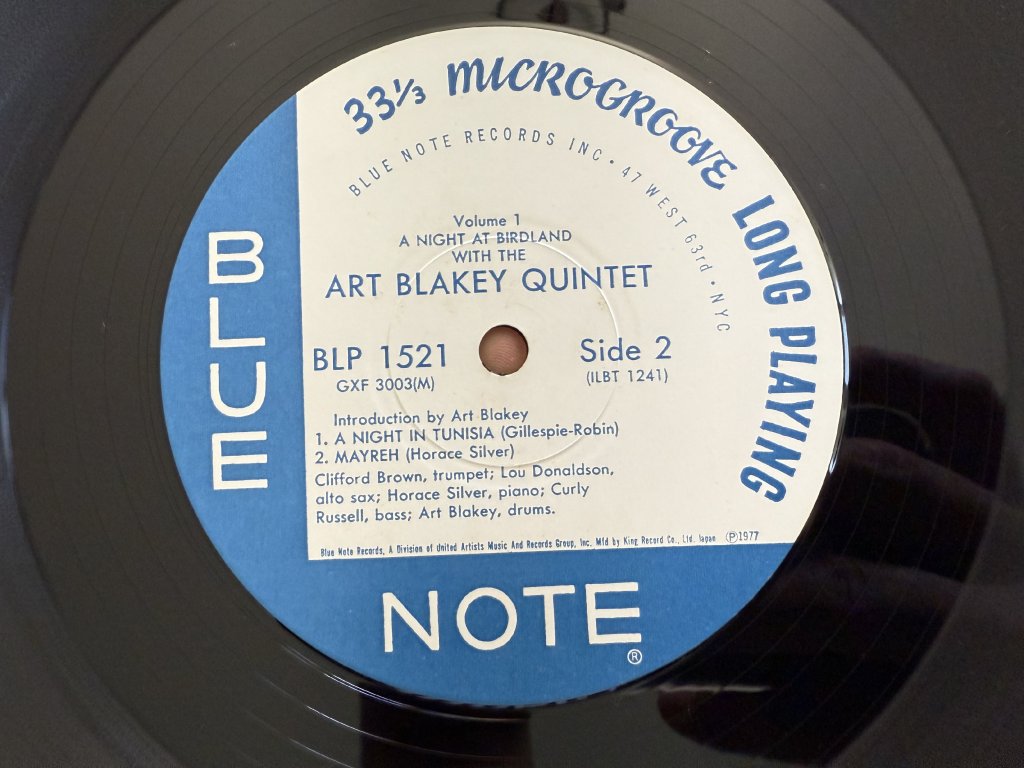 33⅓ MICROGROOVE LONG PLAYING
BLUE NOTE RECORDS INC · 47 WEST 63rd · NYC
Volume 1
A NIGHT AT BIRDLAND
WITH THE
ART BLAKEY QUINTET
BLP 1521
GXF 3003(M)
Side 2
(ILBT 1241)
Introduction by Art Blakey
1. A NIGHT IN TUNISIA (Gillespie-Robin)
2. MAYREH (Horace Silver)
Clifford Brown, trumpet; Lou Donaldson,
alto sax; Horace Silver, piano; Curly
Russell, bass; Art Blakey, drums.
Blue Note Records, A Division of United Artists Music And Records Group, Inc. Mfd by King Record Co., Ltd. Japan Ⓟ1977
BLUE
NOTE
®